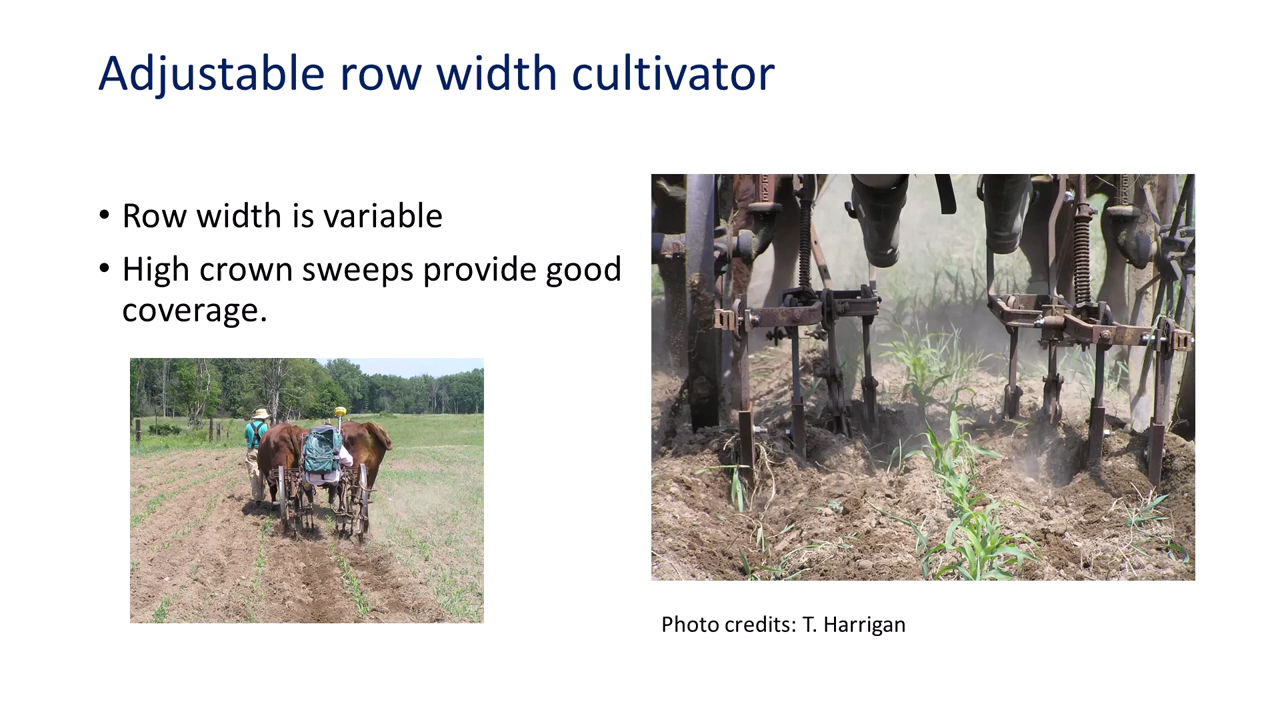 Adjustable row width cultivator
• Row width is variable
• High crown sweeps provide good
coverage.
Photo credits: T. Harrigan